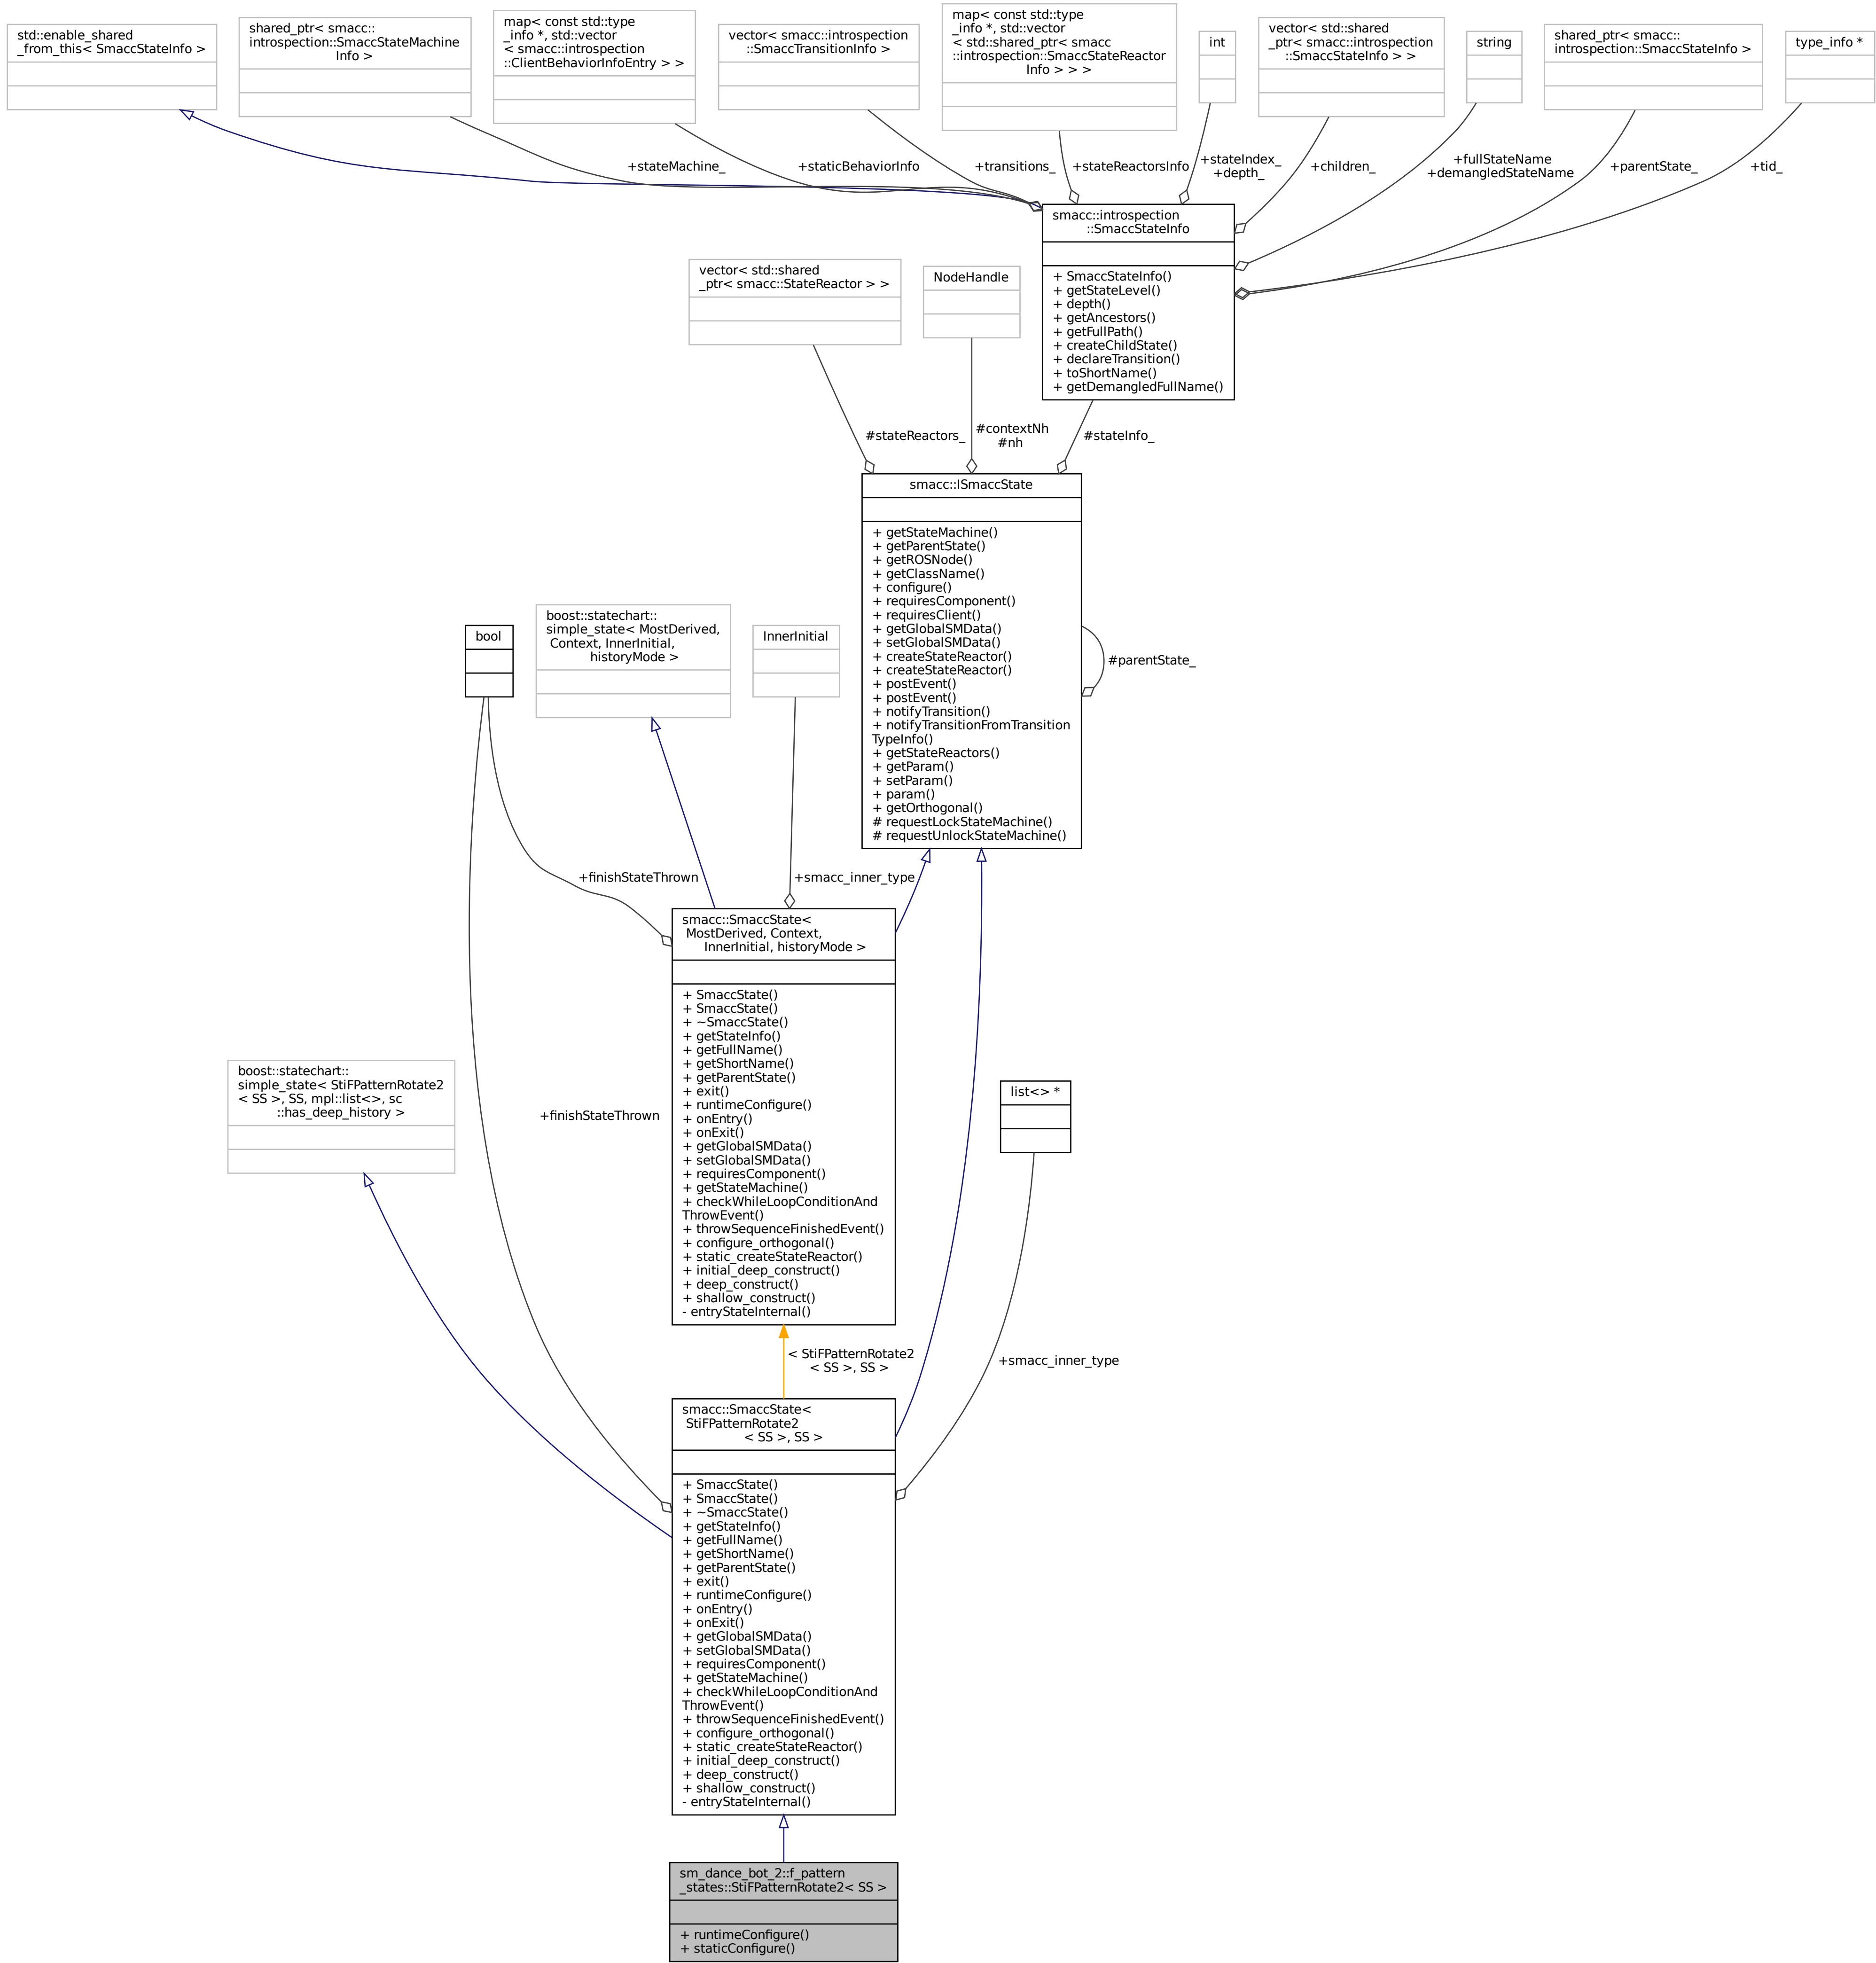 std::enable_shared
_from_this< SmaccStateInfo >
shared_ptr< smacc::
introspection::SmaccStateMachine
Info >
map< const std::type
_info *, std::vector
< smacc::introspection
::ClientBehaviorInfoEntry > >
vector< smacc::introspection
::SmaccTransitionInfo >
map< const std::type
_info *, std::vector
< std::shared_ptr< smacc
::introspection::SmaccStateReactor
Info > > >
int
vector< std::shared
_ptr< smacc::introspection
::SmaccStateInfo > >
string
shared_ptr< smacc::
introspection::SmaccStateInfo >
type_info *
+stateMachine_
+staticBehaviorInfo
+transitions_
+stateReactorsInfo
+stateIndex_
+depth_
+children_
+fullStateName
+demangledStateName
+parentState_
+tid_
smacc::introspection
::SmaccStateInfo
+ SmaccStateInfo()
+ getStateLevel()
+ depth()
+ getAncestors()
+ getFullPath()
+ createChildState()
+ declareTransition()
+ toShortName()
+ getDemangledFullName()
vector< std::shared
_ptr< smacc::StateReactor > >
NodeHandle
#stateReactors_
#contextNh
#nh
#stateInfo_
smacc::ISmaccState
+ getStateMachine()
+ getParentState()
+ getROSNode()
+ getClassName()
+ configure()
+ requiresComponent()
+ requiresClient()
+ getGlobalSMData()
+ setGlobalSMData()
+ createStateReactor()
+ createStateReactor()
+ postEvent()
+ postEvent()
+ notifyTransition()
+ notifyTransitionFromTransition
TypeInfo()
+ getStateReactors()
+ getParam()
+ setParam()
+ param()
+ getOrthogonal()
# requestLockStateMachine()
# requestUnlockStateMachine()
#parentState_
bool
boost::statechart::
simple_state< MostDerived,
Context, InnerInitial,
historyMode >
InnerInitial
+finishStateThrown
+smacc_inner_type
smacc::SmaccState<
MostDerived, Context,
InnerInitial, historyMode >
+ SmaccState()
+ SmaccState()
+ ~SmaccState()
+ getStateInfo()
+ getFullName()
+ getShortName()
+ getParentState()
+ exit()
+ runtimeConfigure()
+ onEntry()
+ onExit()
+ getGlobalSMData()
+ setGlobalSMData()
+ requiresComponent()
+ getStateMachine()
+ checkWhileLoopConditionAnd
ThrowEvent()
+ throwSequenceFinishedEvent()
+ configure_orthogonal()
+ static_createStateReactor()
+ initial_deep_construct()
+ deep_construct()
+ shallow_construct()
- entryStateInternal()
boost::statechart::
simple_state< StiFPatternRotate2
< SS >, SS, mpl::list<>, sc
::has_deep_history >
+finishStateThrown
list<> *
< StiFPatternRotate2
< SS >, SS >
+smacc_inner_type
smacc::SmaccState<
StiFPatternRotate2
< SS >, SS >
+ SmaccState()
+ SmaccState()
+ ~SmaccState()
+ getStateInfo()
+ getFullName()
+ getShortName()
+ getParentState()
+ exit()
+ runtimeConfigure()
+ onEntry()
+ onExit()
+ getGlobalSMData()
+ setGlobalSMData()
+ requiresComponent()
+ getStateMachine()
+ checkWhileLoopConditionAnd
ThrowEvent()
+ throwSequenceFinishedEvent()
+ configure_orthogonal()
+ static_createStateReactor()
+ initial_deep_construct()
+ deep_construct()
+ shallow_construct()
- entryStateInternal()
sm_dance_bot_2::f_pattern
_states::StiFPatternRotate2< SS >
+ runtimeConfigure()
+ staticConfigure()